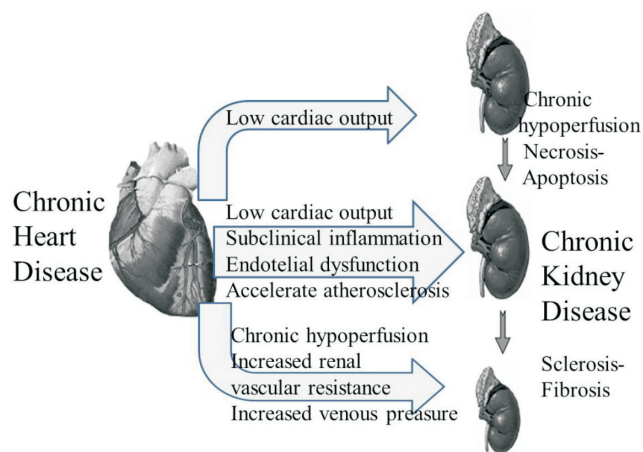 Low cardiac output
Chronic
hypoperfusion
Necrosis-
Apoptosis
Chronic
Heart
Disease
Low cardiac output
Subclinical inflammation
Endotelial dysfunction
Accelerate atherosclerosis
Chronic
Kidney
Disease
Chronic hypoperfusion
Increased renal
vascular resistance
Increased venous preasure
Sclerosis-
Fibrosis